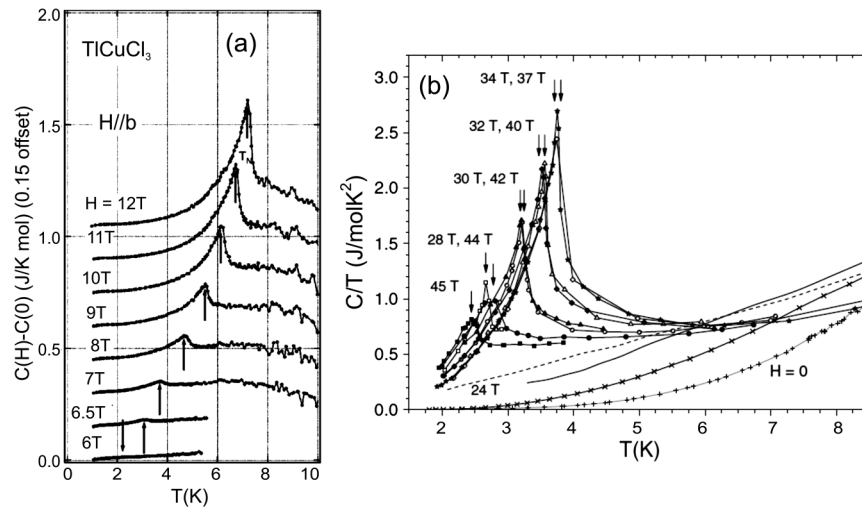 (a)
TlCuCl3
H//b
TN
H = 12T
11T
10T
9T
8T
7T
6.5T
6T
C(H)-C(0) (J/K mol) (0.15 offset)
2.0
1.5
1.0
0.5
0.0
0 2 4 6 8 10
T(K)
(b)
34 T, 37 T
32 T, 40 T
30 T, 42 T
28 T, 44 T
45 T
24 T
H = 0
C/T (J/molK2)
3.0
2.5
2.0
1.5
1.0
0.5
0.0
2 3 4 5 6 7 8
T(K)